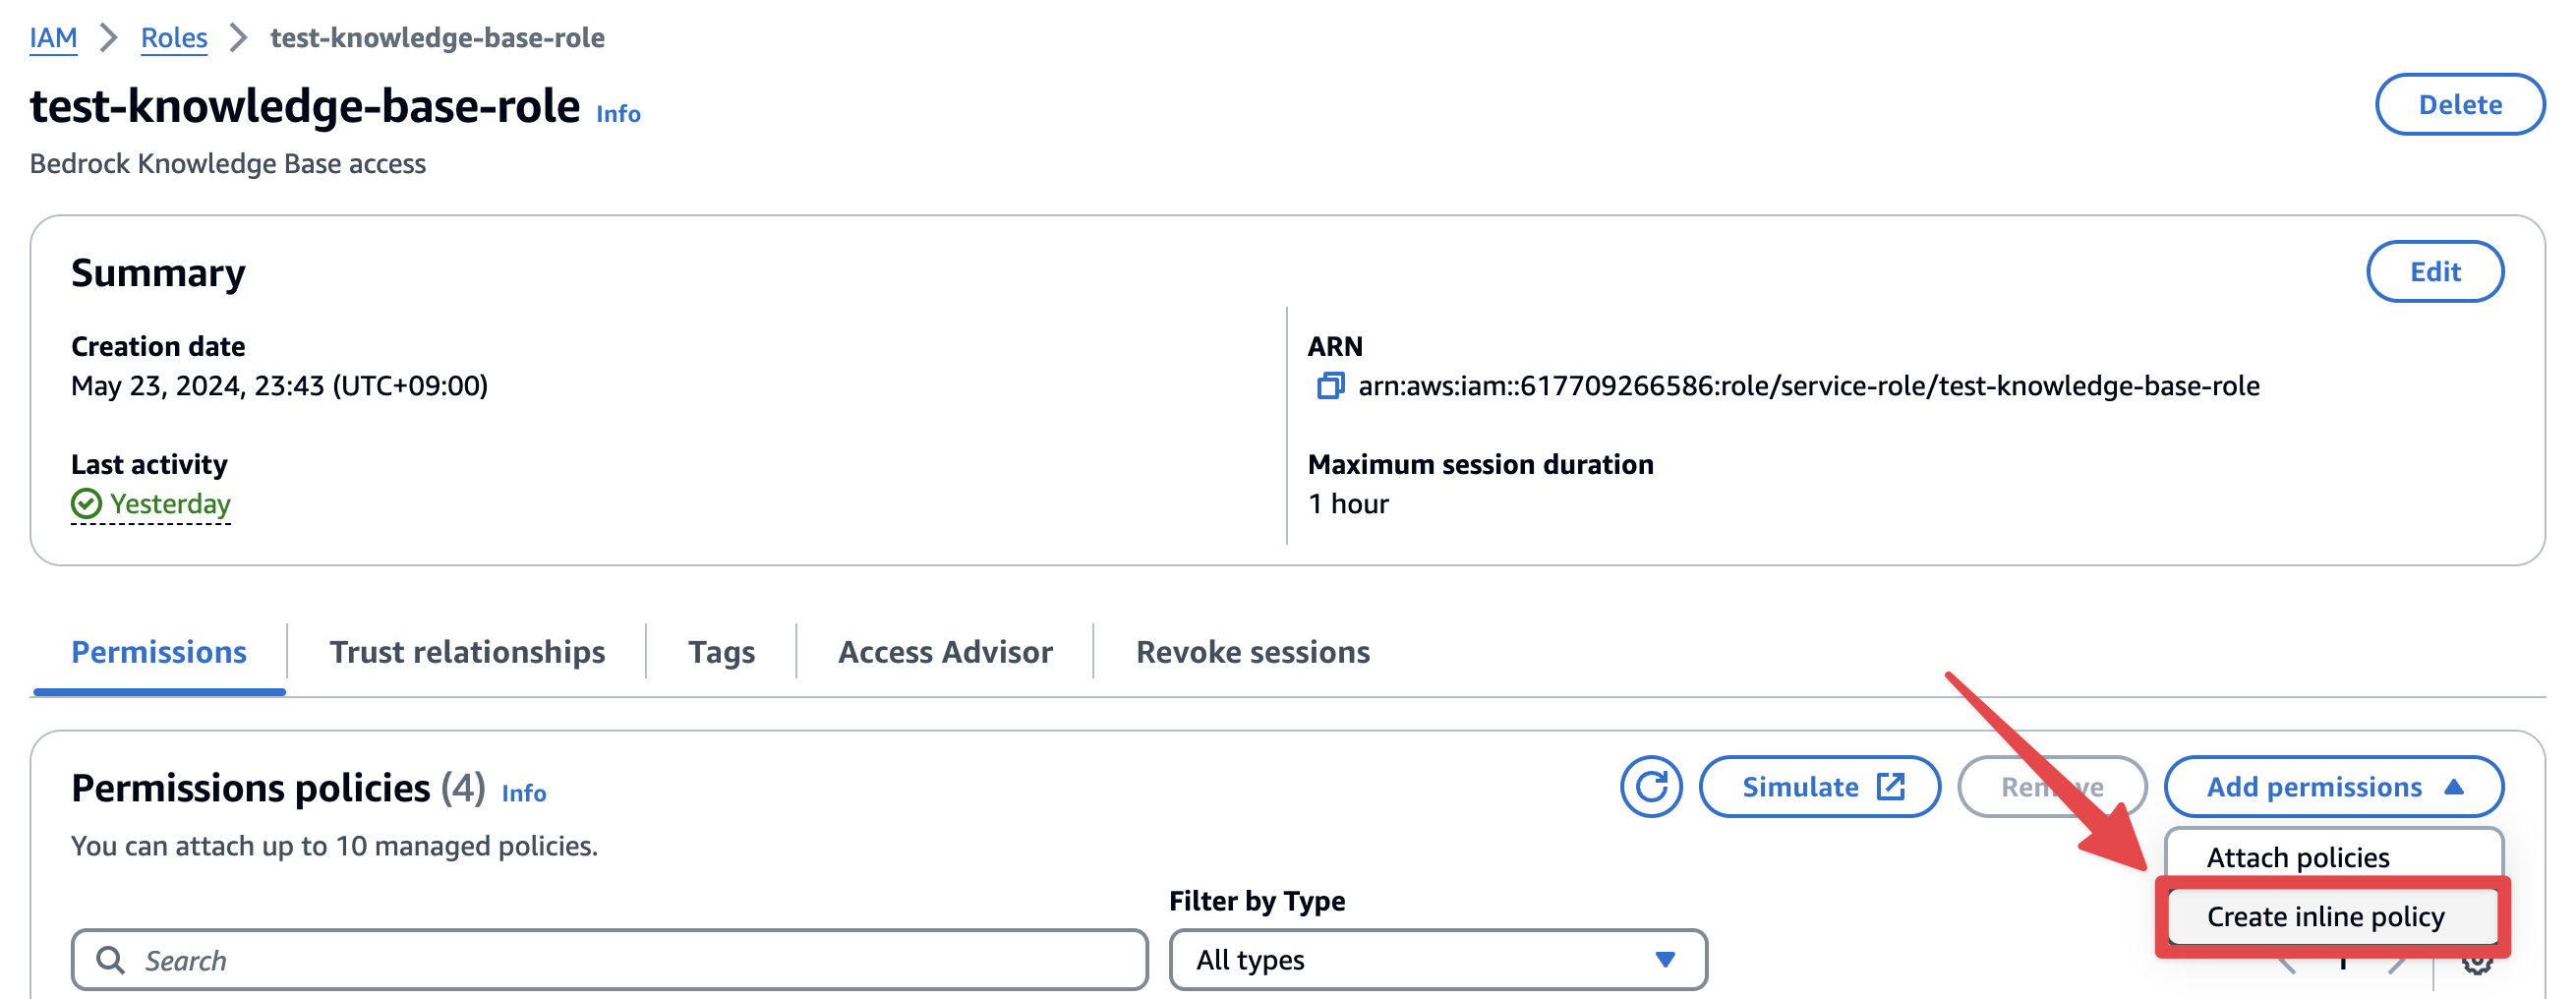 IAM > Roles > test-knowledge-base-role
test-knowledge-base-role Info
Delete
Bedrock Knowledge Base access
Summary
Edit
Creation date
May 23, 2024, 23:43 (UTC+09:00)
ARN
arn:aws:iam::617709266586:role/service-role/test-knowledge-base-role
Last activity
Yesterday
Maximum session duration
1 hour
Permissions Trust relationships Tags Access Advisor Revoke sessions
Permissions policies (4) Info
Simulate Remove Add permissions
You can attach up to 10 managed policies.
Attach policies
Create inline policy
Filter by Type
Search
All types
1